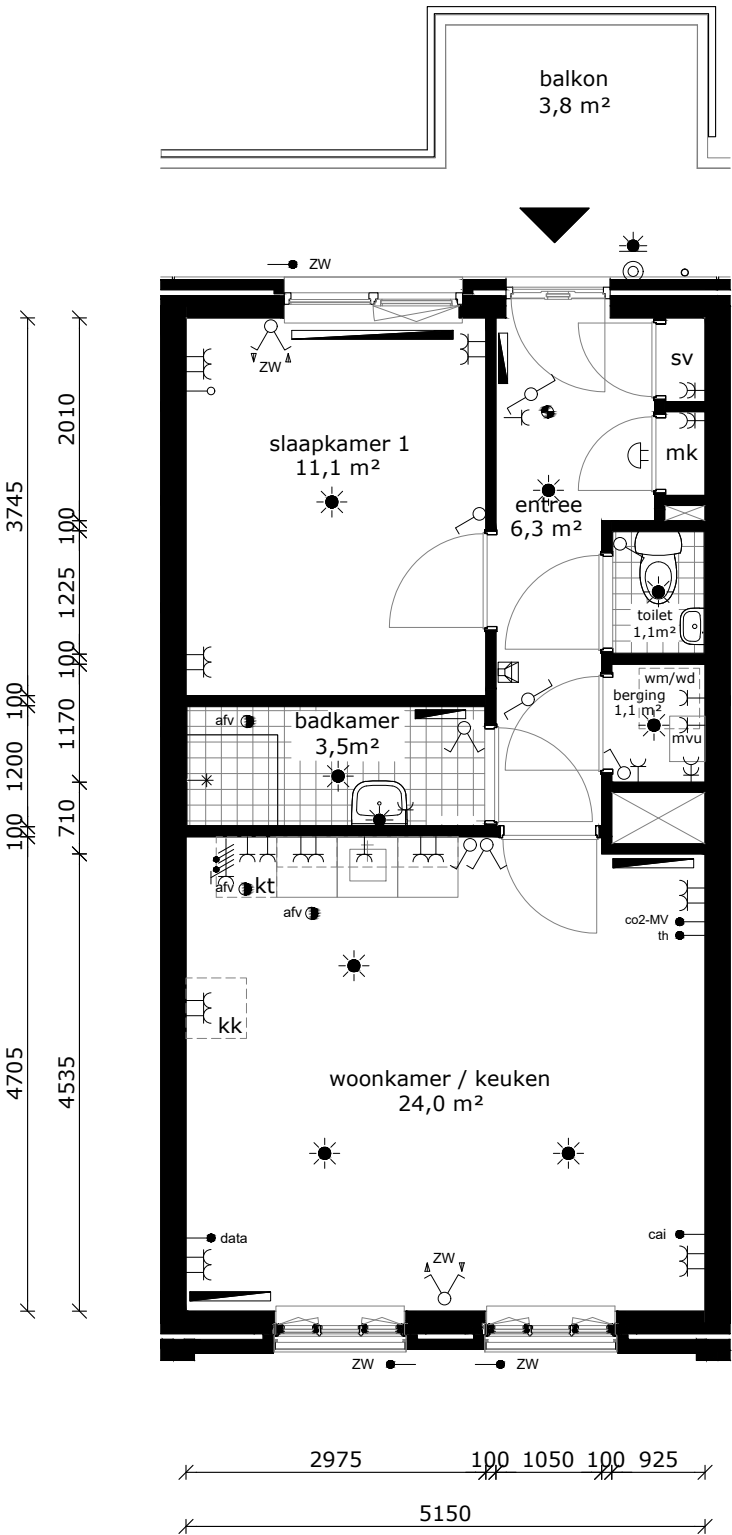 balkon
3,8 m²
ZW
ZW
sv
mk
slaapkamer 1
11,1 m²
entree
6,3 m²
toilet
1,1m²
wm/wd
berging
1,1 m²
mvu
afv
badkamer
3,5m²
afv
kt
afv
co2-MV
th
kk
woonkamer / keuken
24,0 m²
data
cai
ZW
ZW
ZW
3745
100
1200
100
4705
2010
100
1225
100
1170
710
4535
2975
100
1050
100
925
5150